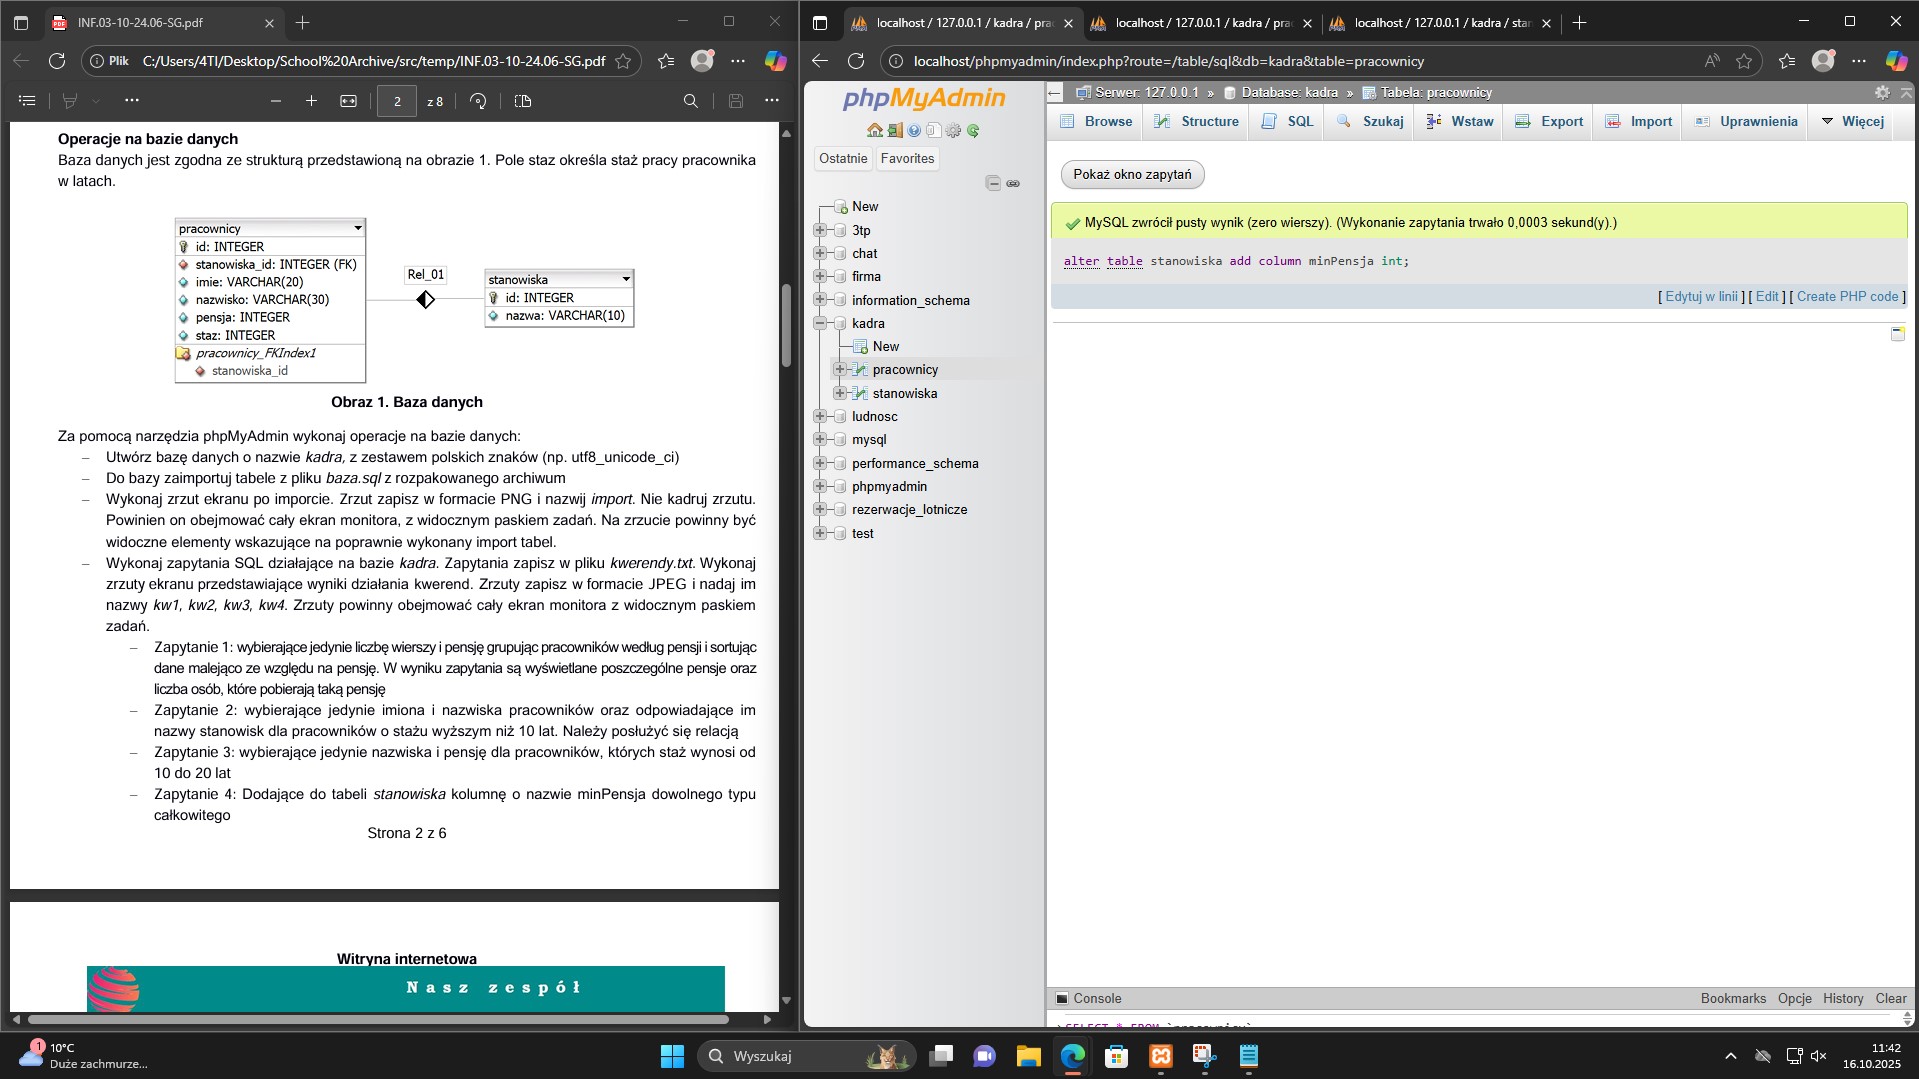 INF.03-10-24.06-SG.pdf
Plik C:/Users/4TI/Desktop/School%20Archive/src/temp/INF.03-10-24.06-SG.pdf
2 z 8
Operacje na bazie danych
Baza danych jest zgodna ze strukturą przedstawioną na obrazie 1. Pole staz określa staż pracy pracownika
w latach.
pracownicy
id: INTEGER
stanowiska_id: INTEGER (FK)
imie: VARCHAR(20)
nazwisko: VARCHAR(30)
pensja: INTEGER
staz: INTEGER
pracownicy_FKIndex1
stanowiska_id
Rel_01
stanowiska
id: INTEGER
nazwa: VARCHAR(10)
Obraz 1. Baza danych
Za pomocą narzędzia phpMyAdmin wykonaj operacje na bazie danych:
– Utwórz bazę danych o nazwie kadra, z zestawem polskich znaków (np. utf8_unicode_ci)
– Do bazy zaimportuj tabele z pliku baza.sql z rozpakowanego archiwum
– Wykonaj zrzut ekranu po imporcie. Zrzut zapisz w formacie PNG i nazwij import. Nie kadruj zrzutu.
Powinien on obejmować cały ekran monitora, z widocznym paskiem zadań. Na zrzucie powinny być
widoczne elementy wskazujące na poprawnie wykonany import tabel.
– Wykonaj zapytania SQL działające na bazie kadra. Zapytania zapisz w pliku kwerendy.txt. Wykonaj
zrzuty ekranu przedstawiające wyniki działania kwerend. Zrzuty zapisz w formacie JPEG i nadaj im
nazwy kw1, kw2, kw3, kw4. Zrzuty powinny obejmować cały ekran monitora z widocznym paskiem
zadań.
– Zapytanie 1: wybierające jedynie liczbę wierszy i pensję grupując pracowników według pensji i sortując
dane malejąco ze względu na pensję. W wyniku zapytania są wyświetlane poszczególne pensje oraz
liczba osób, które pobierają taką pensję
– Zapytanie 2: wybierające jedynie imiona i nazwiska pracowników oraz odpowiadające im
nazwy stanowisk dla pracowników o stażu wyższym niż 10 lat. Należy posłużyć się relacją
– Zapytanie 3: wybierające jedynie nazwiska i pensję dla pracowników, których staż wynosi od
10 do 20 lat
– Zapytanie 4: Dodające do tabeli stanowiska kolumnę o nazwie minPensja dowolnego typu
całkowitego
Strona 2 z 6
Witryna internetowa
Nasz zespół
localhost / 127.0.0.1 / kadra / pra
localhost / 127.0.0.1 / kadra / pra
localhost / 127.0.0.1 / kadra / star
localhost/phpmyadmin/index.php?route=/table/sql&db=kadra&table=pracownicy
phpMyAdmin
Ostatnie Favorites
New
3tp
chat
firma
information_schema
kadra
New
pracownicy
stanowiska
ludnosc
mysql
performance_schema
phpmyadmin
rezerwacje_lotnicze
test
Serwer: 127.0.0.1 » Database: kadra » Tabela: pracownicy
Browse Structure SQL Szukaj Wstaw Export Import Uprawnienia Więcej
Pokaż okno zapytań
MySQL zwrócił pusty wynik (zero wierszy). (Wykonanie zapytania trwało 0,0003 sekund(y).)
alter table stanowiska add column minPensja int;
[ Edytuj w linii ] [ Edit ] [ Create PHP code ]
Console Bookmarks Opcje History Clear
>SELECT * FROM `pracownicy`
1
10°C
Duże zachmurze...
Wyszukaj
11:42
16.10.2025